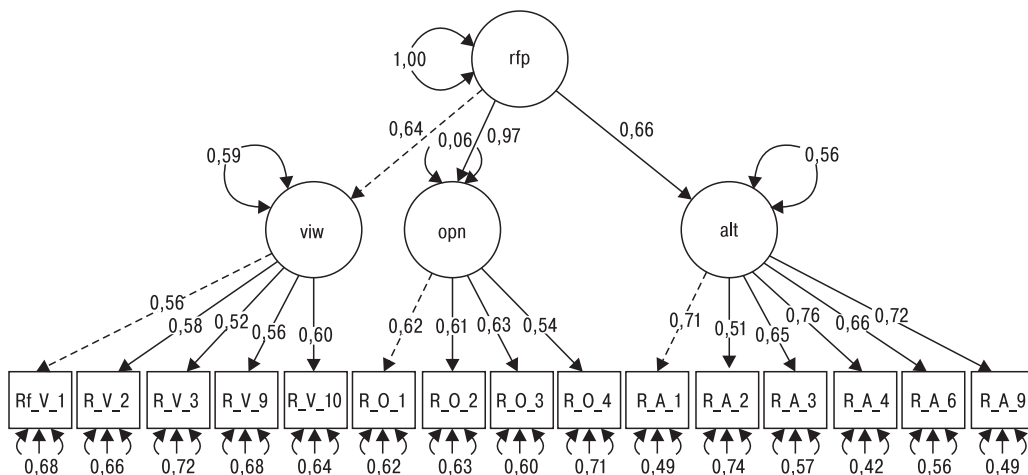 rfp
1,00
0,64
0,06
0,97
0,66
0,59
0,56
viw
opn
alt
0,56
0,58
0,52
0,56
0,60
0,62
0,61
0,63
0,54
0,71
0,51
0,65
0,76
0,66
0,72
Rf_V_1
R_V_2
R_V_3
R_V_9
R_V_10
R_O_1
R_O_2
R_O_3
R_O_4
R_A_1
R_A_2
R_A_3
R_A_4
R_A_6
R_A_9
0,68
0,66
0,72
0,68
0,64
0,62
0,63
0,60
0,71
0,49
0,74
0,57
0,42
0,56
0,49